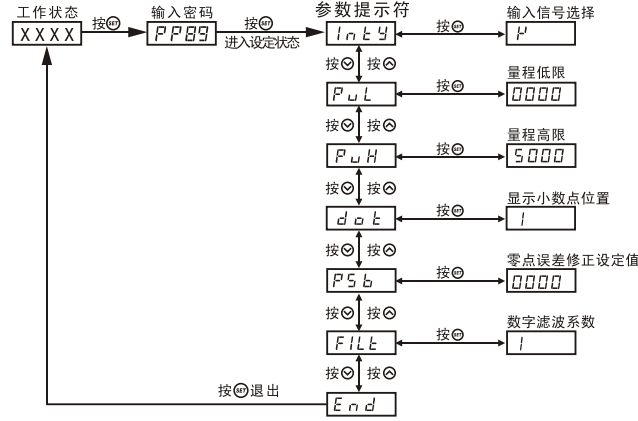 工作状态 输入密码 参数提示符 输入信号选择
XXXX 按SET PP89 按SET 进入设定状态 Inty 按SET
按 按 量程低限
PuL 按SET 0000
按 按 量程高限
PuH 按SET 5000
按 按 显示小数点位置
dot 按SET 1
按 按 零点误差修正设定值
PSb 按SET 0000
按 按 数字滤波系数
FILt 按SET 1
按 按
按SET退出
End